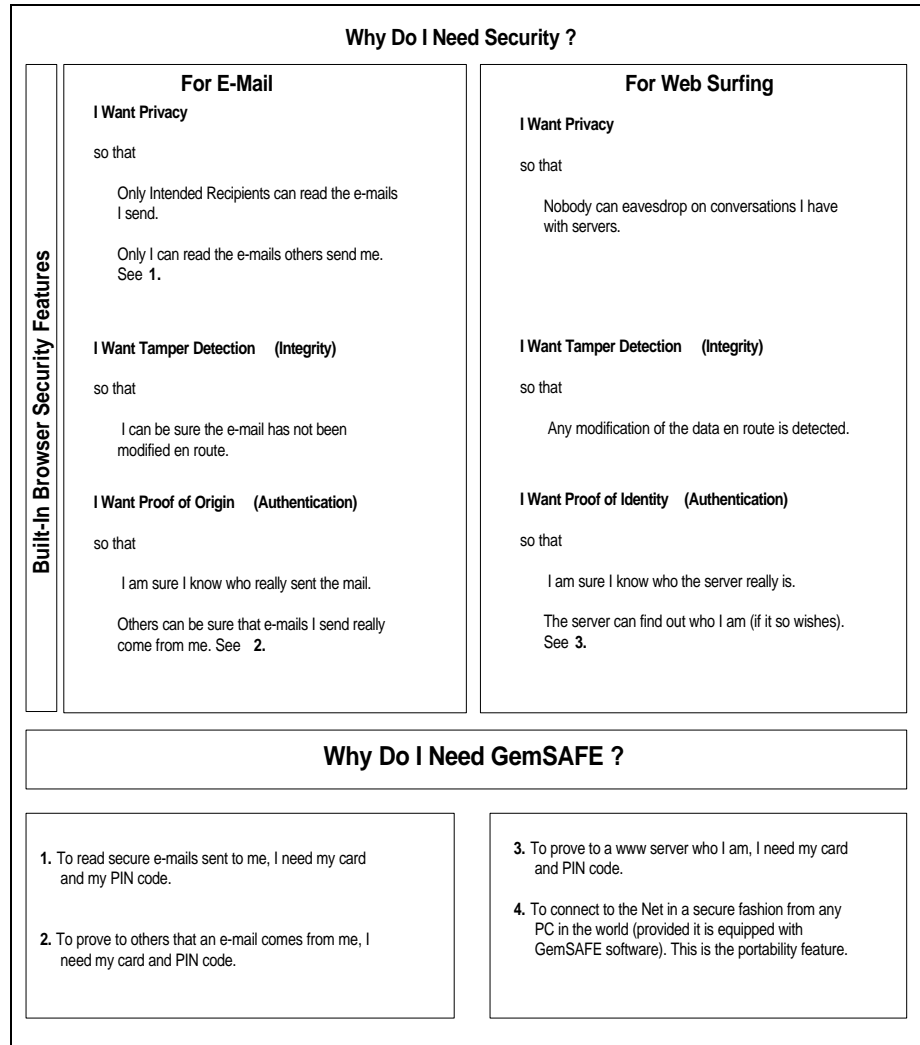 Why Do I Need Security ?
Built-In Browser Security Features
For E-Mail
I Want Privacy
so that
Only Intended Recipients can read the e-mails
I send.
Only I can read the e-mails others send me.
See 1.
I Want Tamper Detection (Integrity)
so that
I can be sure the e-mail has not been
modified en route.
I Want Proof of Origin (Authentication)
so that
I am sure I know who really sent the mail.
Others can be sure that e-mails I send really
come from me. See 2.
For Web Surfing
I Want Privacy
so that
Nobody can eavesdrop on conversations I have
with servers.
I Want Tamper Detection (Integrity)
so that
Any modification of the data en route is detected.
I Want Proof of Identity (Authentication)
so that
I am sure I know who the server really is.
The server can find out who I am (if it so wishes).
See 3.
Why Do I Need GemSAFE ?
1. To read secure e-mails sent to me, I need my card
and my PIN code.
2. To prove to others that an e-mail comes from me, I
need my card and PIN code.
3. To prove to a www server who I am, I need my card
and PIN code.
4. To connect to the Net in a secure fashion from any
PC in the world (provided it is equipped with
GemSAFE software). This is the portability feature.